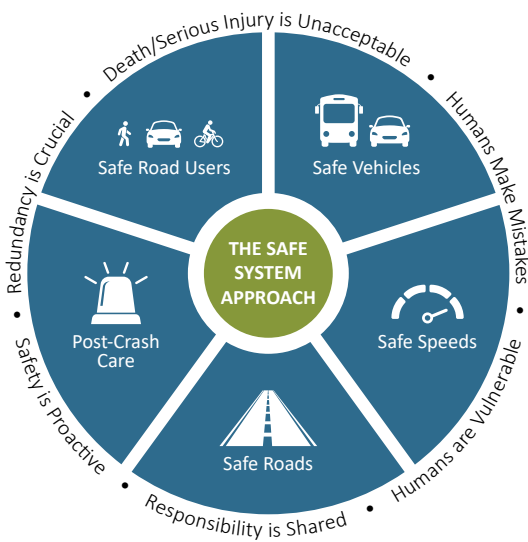 Death/Serious Injury is Unacceptable
Humans Make Mistakes
Humans are Vulnerable
Responsibility is Shared
Safety is Proactive
Redundancy is Crucial
Safe Road Users
Safe Vehicles
THE SAFE
SYSTEM
APPROACH
Post-Crash
Care
Safe Speeds
Safe Roads